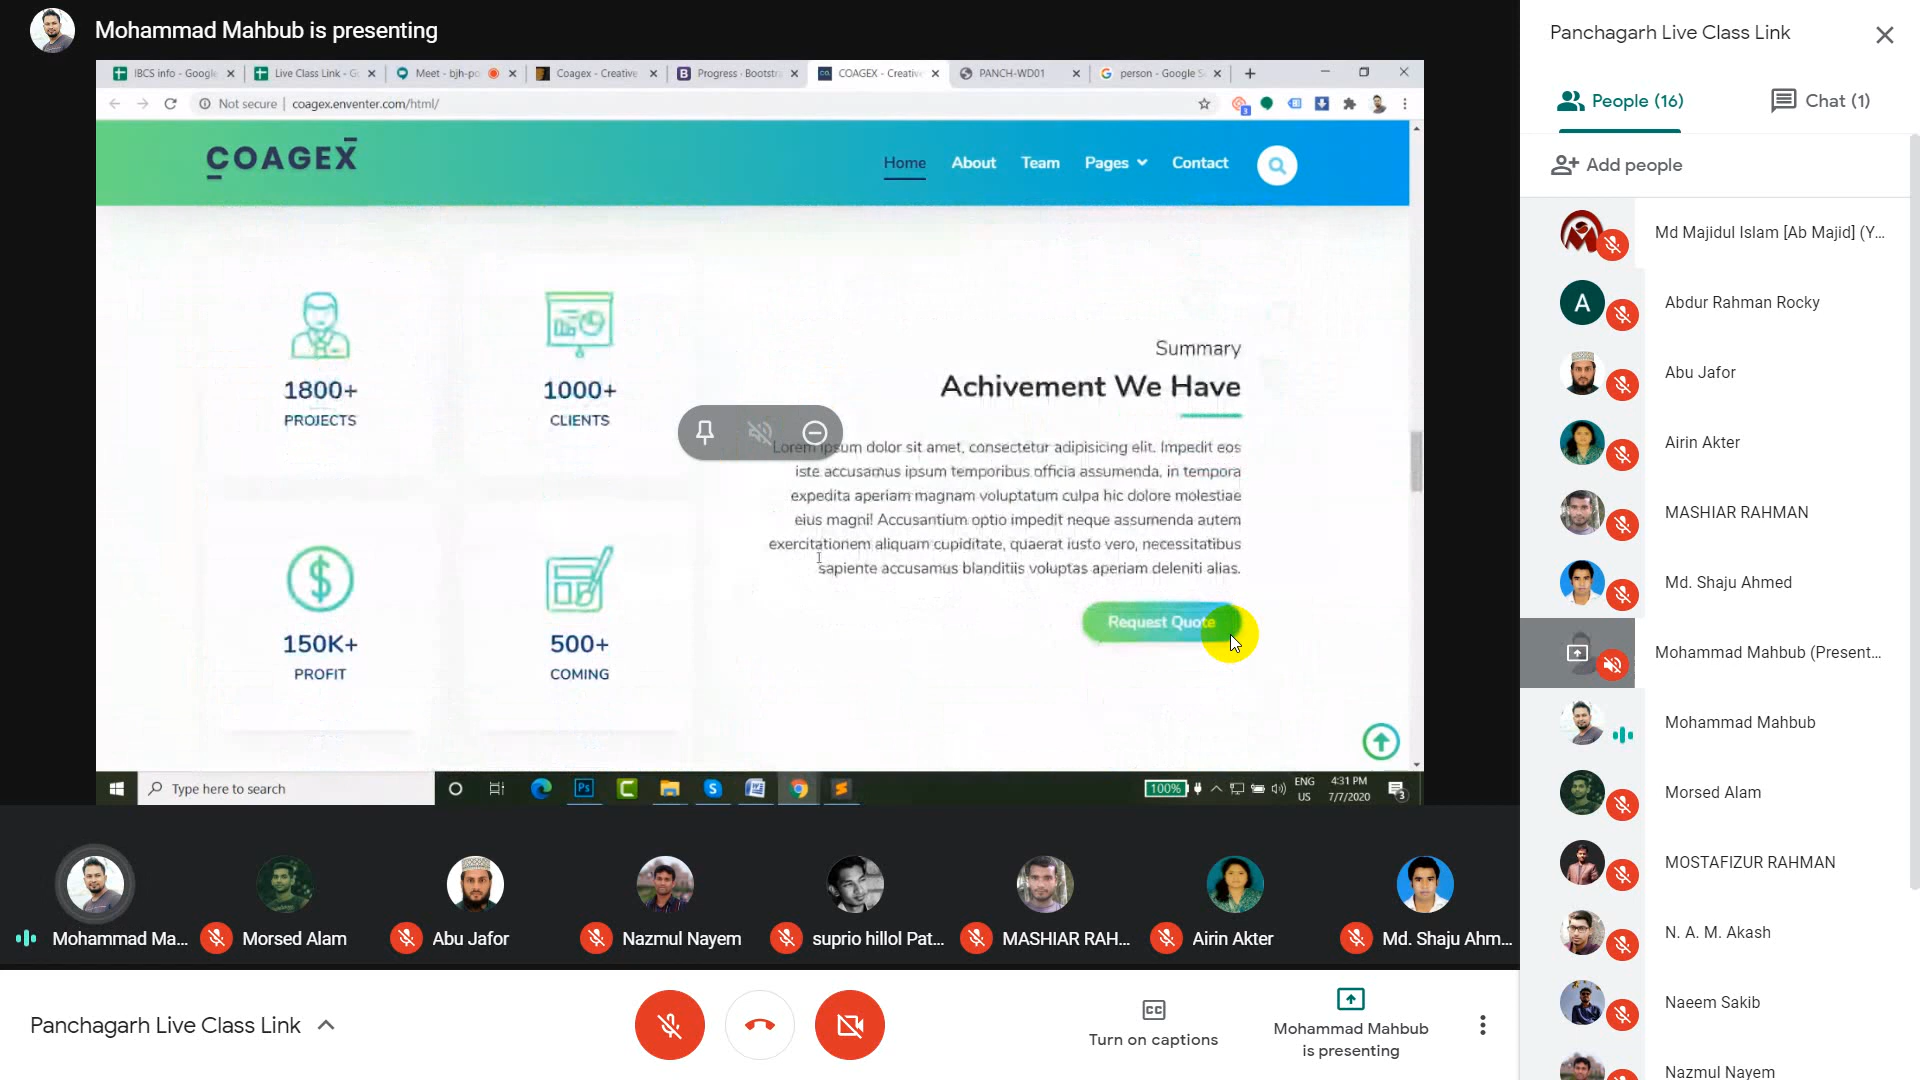 Mohammad Mahbub is presenting
IBCS info - Google
Live Class Link - G
Meet - bjh-po
Coagex - Creative
Progress · Bootstr
COAGEX - Creativ
PANCH-WD01
person - Google S
Not secure | coagex.enventer.com/html/
COAGEX
Home
About
Team
Pages
Contact
1800+
PROJECTS
1000+
CLIENTS
150K+
PROFIT
500+
COMING
Summary
Achivement We Have
Lorem ipsum dolor sit amet, consectetur adipisicing elit. Impedit eos
iste accusamus ipsum temporibus officia assumenda, in tempora
expedita aperiam magnam voluptatum culpa hic dolore molestiae
eius magni! Accusantium optio impedit neque assumenda autem
exercitationem aliquam cupiditate, quaerat iusto vero, necessitatibus
sapiente accusamus blanditiis voluptas aperiam deleniti alias.
Request Quote
Type here to search
Ps
100%
ENG
US
4:31 PM
7/7/2020
3
Mohammad Ma...
Morsed Alam
Abu Jafor
Nazmul Nayem
suprio hillol Pat...
MASHIAR RAH...
Airin Akter
Md. Shaju Ahm...
Panchagarh Live Class Link
Turn on captions
Mohammad Mahbub
is presenting
Panchagarh Live Class Link
People (16)
Chat (1)
Add people
Md Majidul Islam [Ab Majid] (Y...
A
Abdur Rahman Rocky
Abu Jafor
Airin Akter
MASHIAR RAHMAN
Md. Shaju Ahmed
Mohammad Mahbub (Present...
Mohammad Mahbub
Morsed Alam
MOSTAFIZUR RAHMAN
N. A. M. Akash
Naeem Sakib
Nazmul Nayem